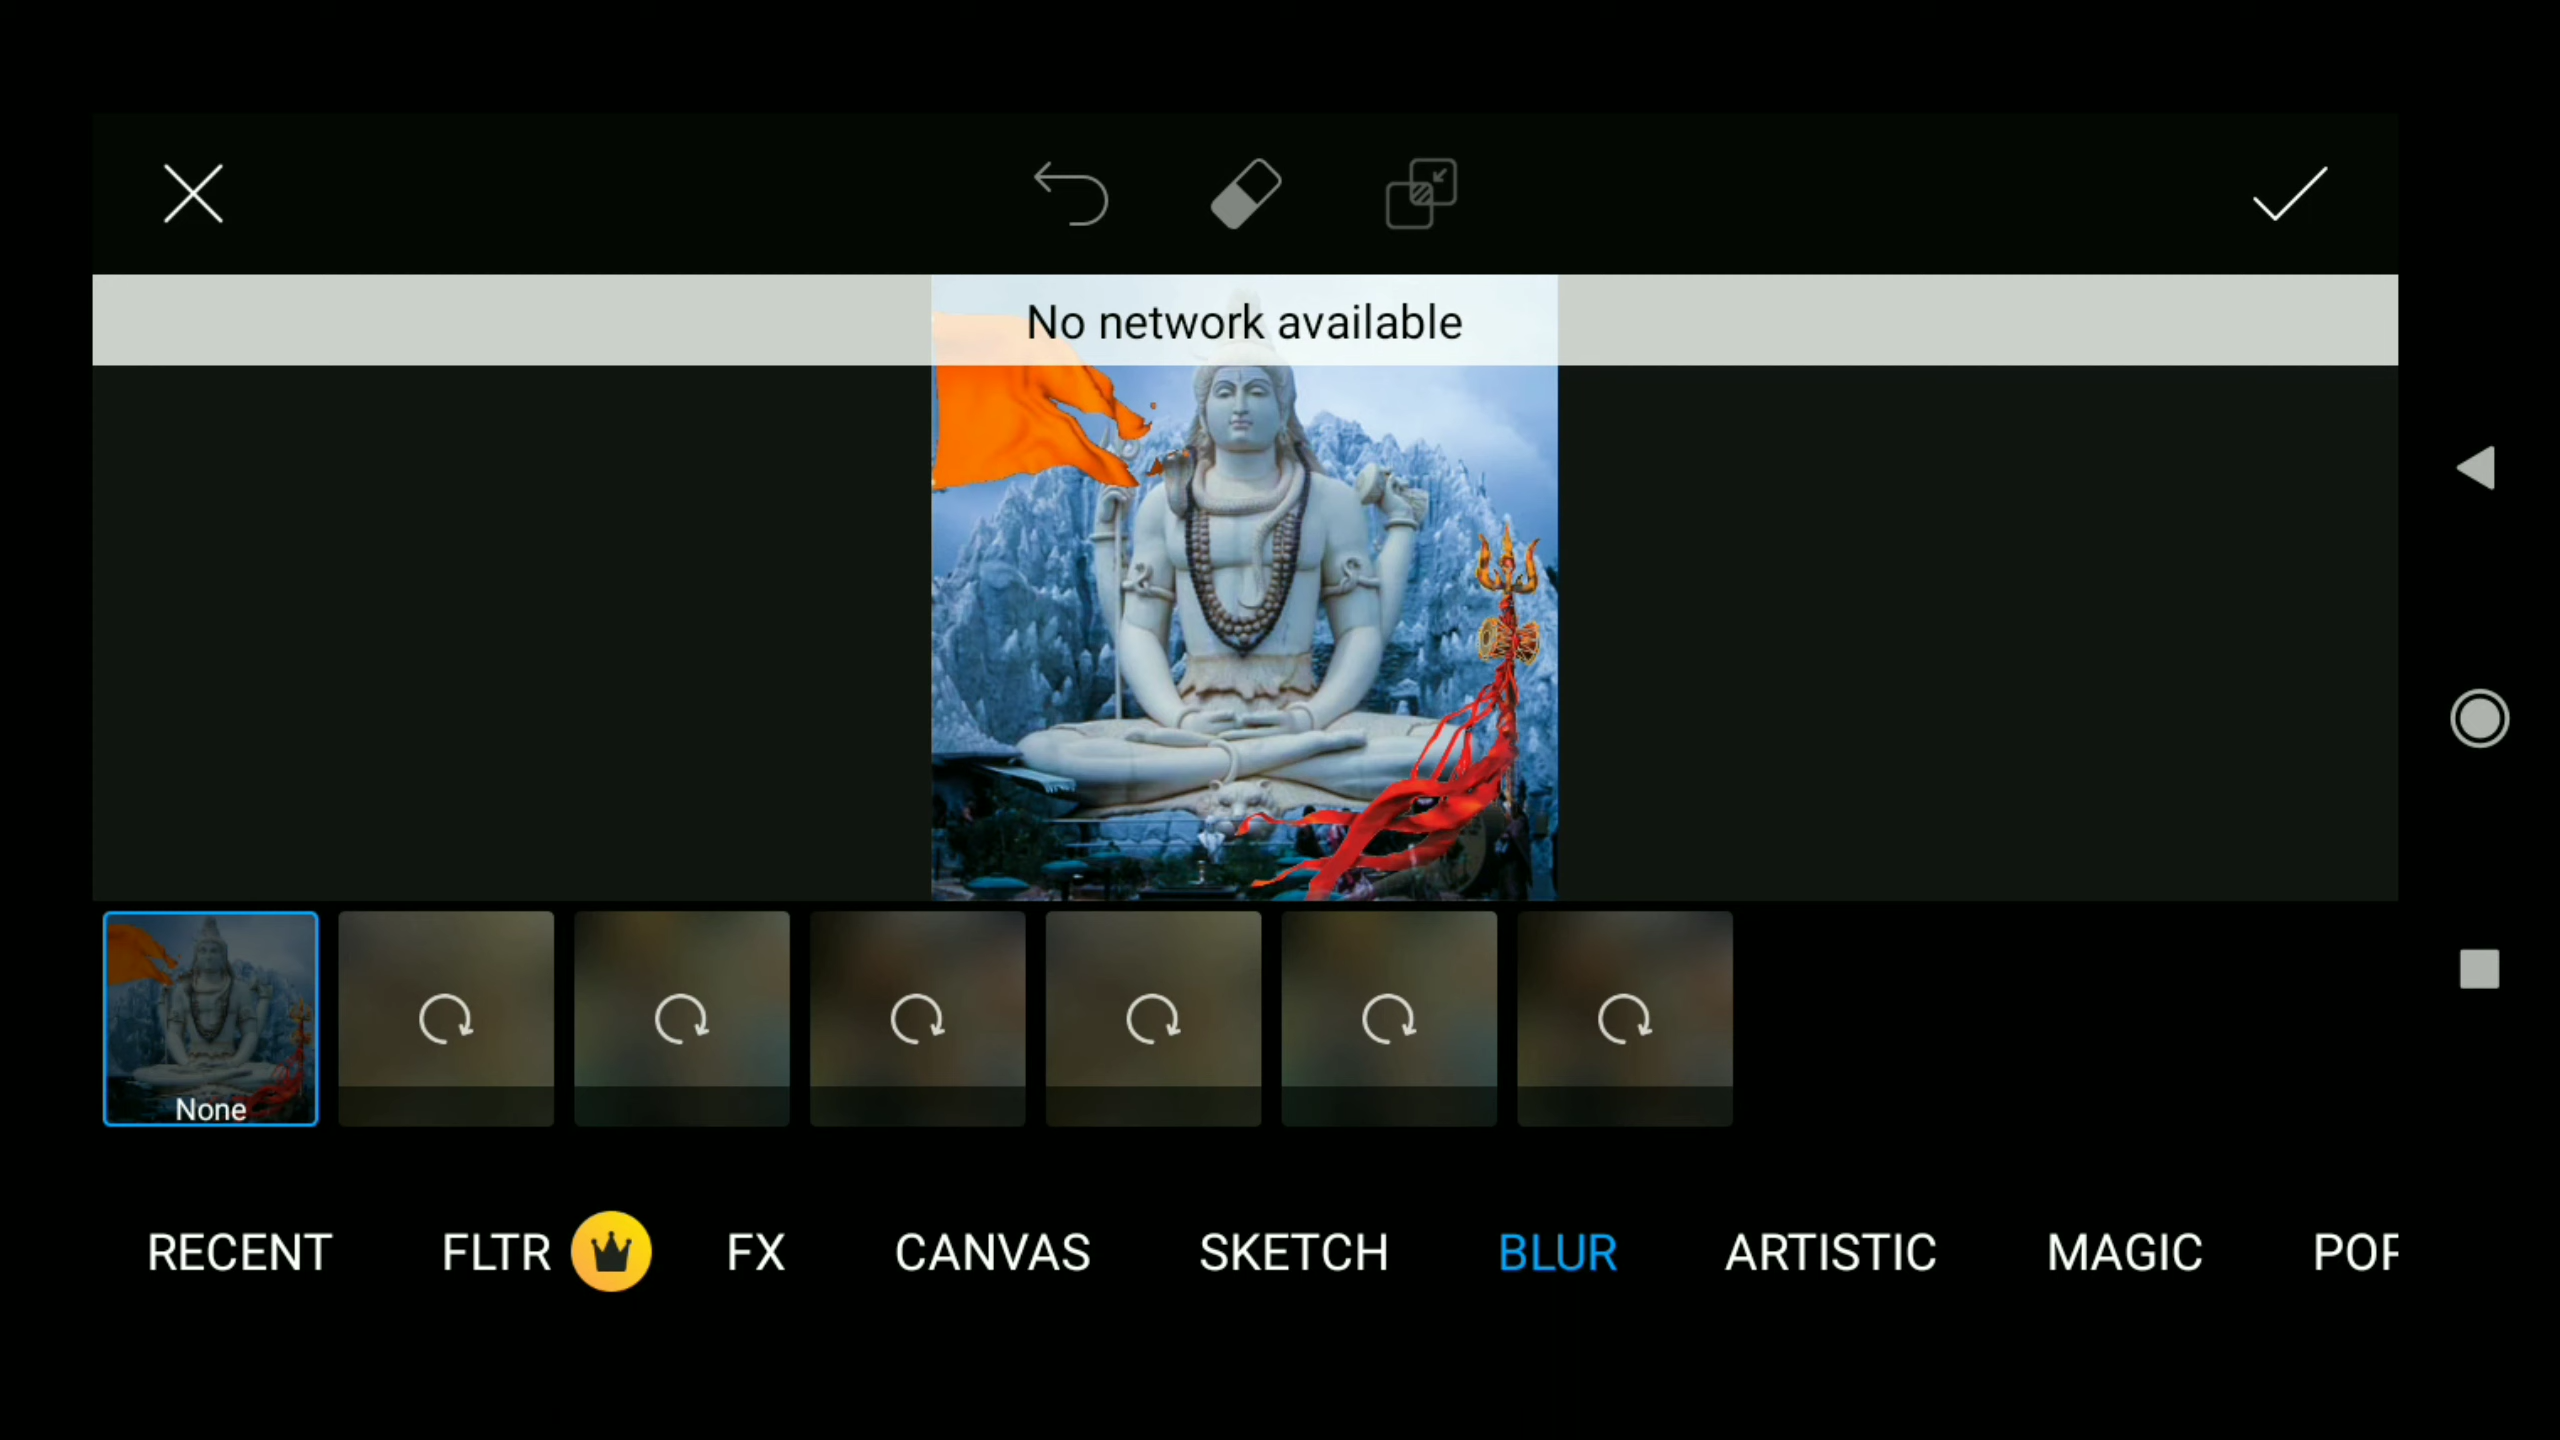 No network available
None
RECENT FLTR FX CANVAS SKETCH BLUR ARTISTIC MAGIC